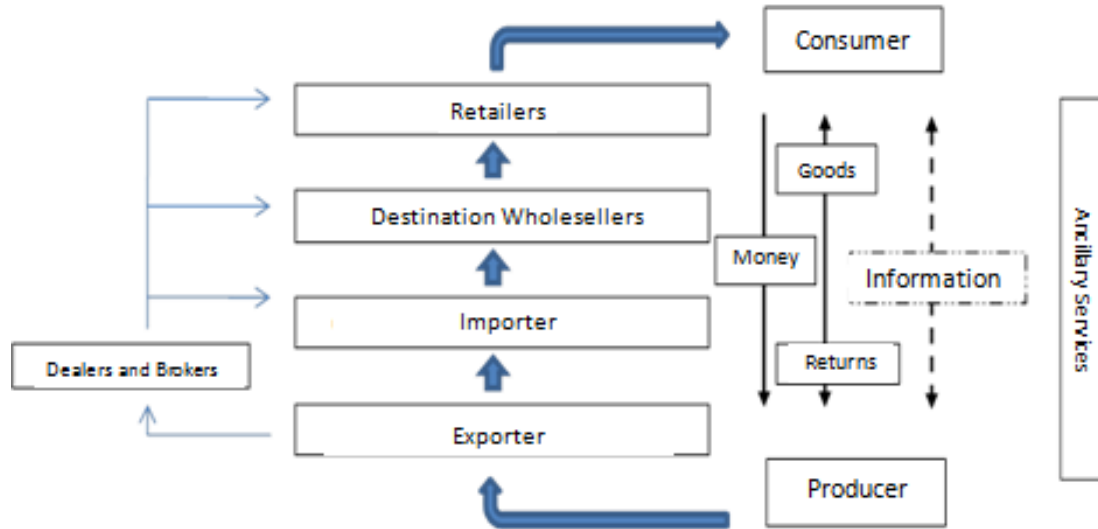 Consumer
Retailers
Goods
Destination Wholesellers
Money
Information
Importer
Dealers and Brokers
Returns
Exporter
Producer
Ancillary Services